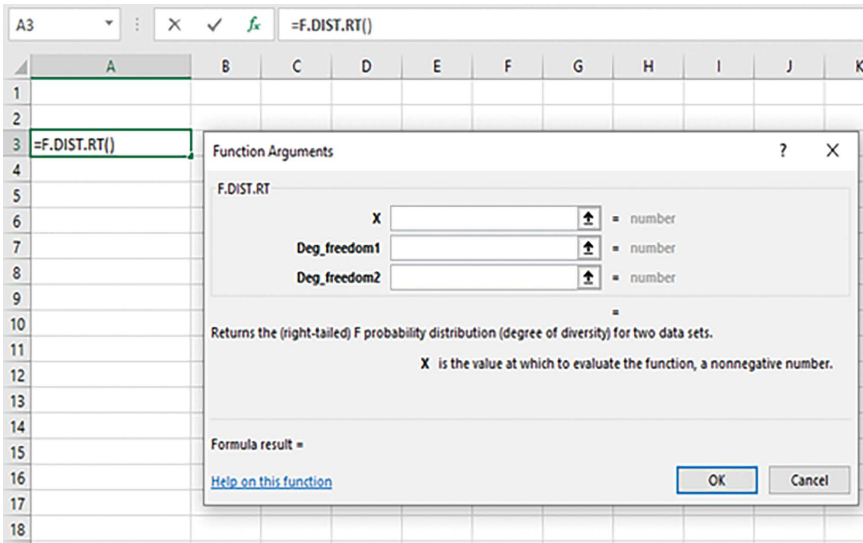 A3 =F.DIST.RT()
A B C D E F G H I J K
1
2
3 =F.DIST.RT()
Function Arguments ? X
4
F.DIST.RT
5
6 X = number
7 Deg_freedom1 = number
8 Deg_freedom2 = number
9
=
10
Returns the (right-tailed) F probability distribution (degree of diversity) for two data sets.
11
X is the value at which to evaluate the function, a nonnegative number.
12
13
14
Formula result =
15
16 Help on this function OK Cancel
17
18